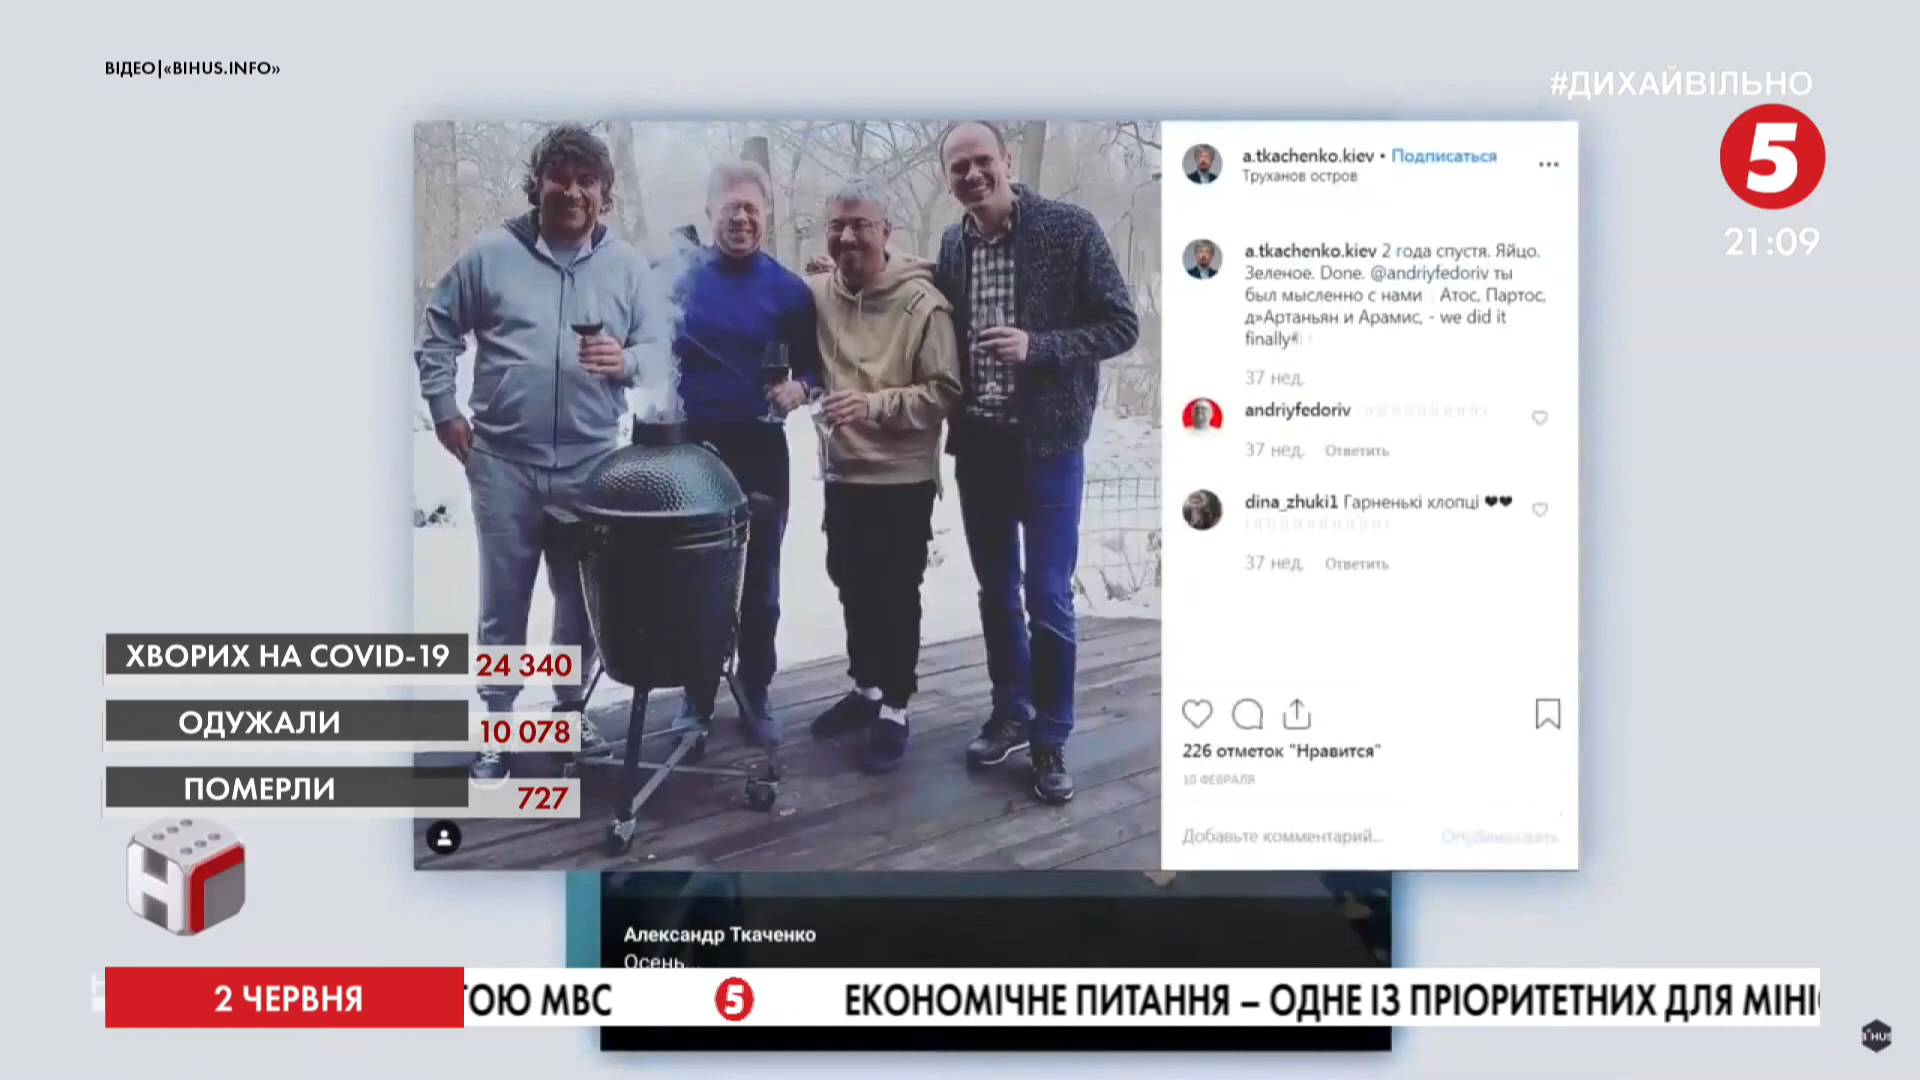 ВІДЕО|«BIHUS.INFO»
#ДИХАЙВІЛЬНО
5
21:09
a.tkachenko.kiev • Подписаться
Труханов остров
a.tkachenko.kiev 2 года спустя. Яйцо.
Зеленое. Done. @andriyfedoriv ты
был мысленно с нами Атос, Партос,
д»Артаньян и Арамис, - we did it
finally
37 нед.
andriyfedoriv
37 нед. Ответить
dina_zhuki1 Гарненькі хлопці ❤❤
37 нед. Ответить
226 отметок "Нравится"
10 ФЕВРАЛЯ
Добавьте комментарий... Опубликовать
ХВОРИХ НА COVID-19 24 340
ОДУЖАЛИ 10 078
ПОМЕРЛИ 727
Александр Ткаченко
Осень...
2 ЧЕРВНЯ
ТОЮ МВС 5 ЕКОНОМІЧНЕ ПИТАННЯ – ОДНЕ ІЗ ПРІОРИТЕТНИХ ДЛЯ МІНІ
BIHUS